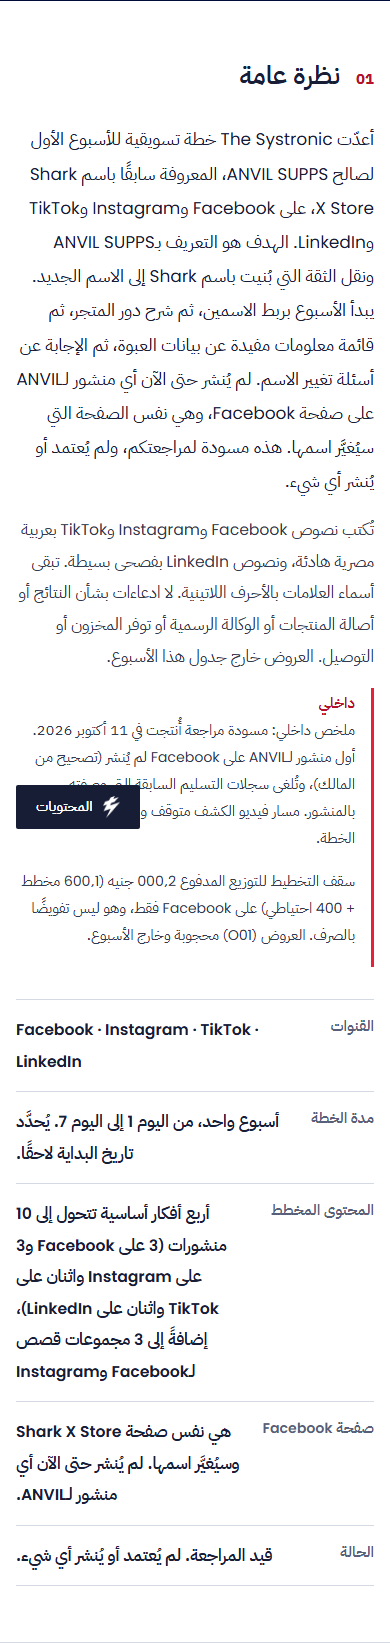 01 نظرة عامة
أعدّت The Systronic خطة تسويقية للأسبوع الأول
لصالح ANVIL SUPPS، المعروفة سابقًا باسم Shark
X Store، على Facebook وInstagram وTikTok
وLinkedIn. الهدف هو التعريف بـANVIL SUPPS
ونقل الثقة التي بُنيت باسم Shark إلى الاسم الجديد.
يبدأ الأسبوع بربط الاسمين، ثم شرح دور المتجر، ثم
قائمة معلومات مفيدة عن بيانات العبوة، ثم الإجابة عن
أسئلة تغيير الاسم. لم يُنشر حتى الآن أي منشور لـANVIL
على صفحة Facebook، وهي نفس الصفحة التي
سيُغيَّر اسمها. هذه مسودة لمراجعتكم، ولم يُعتمد أو
يُنشر أي شيء.
تُكتب نصوص Facebook وInstagram وTikTok بعربية
مصرية هادئة، ونصوص LinkedIn بفصحى بسيطة. تبقى
أسماء العلامات بالأحرف اللاتينية. لا ادعاءات بشأن النتائج أو
أصالة المنتجات أو الوكالة الرسمية أو توفر المخزون أو
التوصيل. العروض خارج جدول هذا الأسبوع.
داخلي
ملخص داخلي: مسودة مراجعة أُنتجت في 11 أكتوبر 2026.
أول منشور لـANVIL على Facebook لم يُنشر (تصحيح من
المالك)، وتُلغى سجلات التسليم السابقة
بالمنشور. مسار فيديو الكشف متوقف
الخطة.
المحتويات
سقف التخطيط للتوزيع المدفوع 000,2 جنيه (600,1 مخطط
+ 400 احتياطي) على Facebook فقط، وهو ليس تفويضًا
بالصرف. العروض (O01) محجوبة وخارج الأسبوع.
القنوات
Facebook · Instagram · TikTok ·
LinkedIn
مدة الخطة
أسبوع واحد، من اليوم 1 إلى اليوم 7. يُحدَّد
تاريخ البداية لاحقًا.
المحتوى المخطط
أربع أفكار أساسية تتحول إلى 10
منشورات (3 على Facebook و3
على Instagram واثنان على
TikTok واثنان على LinkedIn)،
إضافةً إلى 3 مجموعات قصص
لـFacebook وInstagram
صفحة Facebook
هي نفس صفحة Shark X Store
وسيُغيَّر اسمها. لم يُنشر حتى الآن أي
منشور لـANVIL.
الحالة
قيد المراجعة. لم يُعتمد أو يُنشر أي شيء.